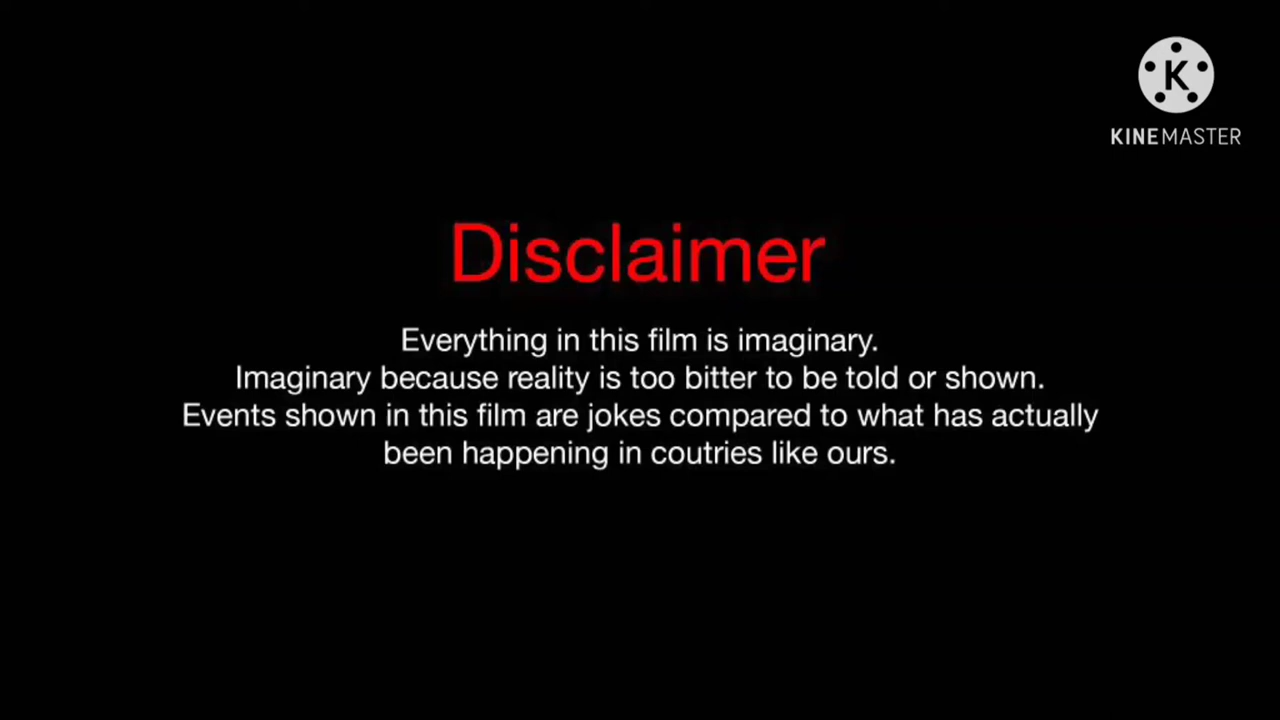 K
KINEMASTER
Disclaimer
Everything in this film is imaginary.
Imaginary because reality is too bitter to be told or shown.
Events shown in this film are jokes compared to what has actually
been happening in coutries like ours.